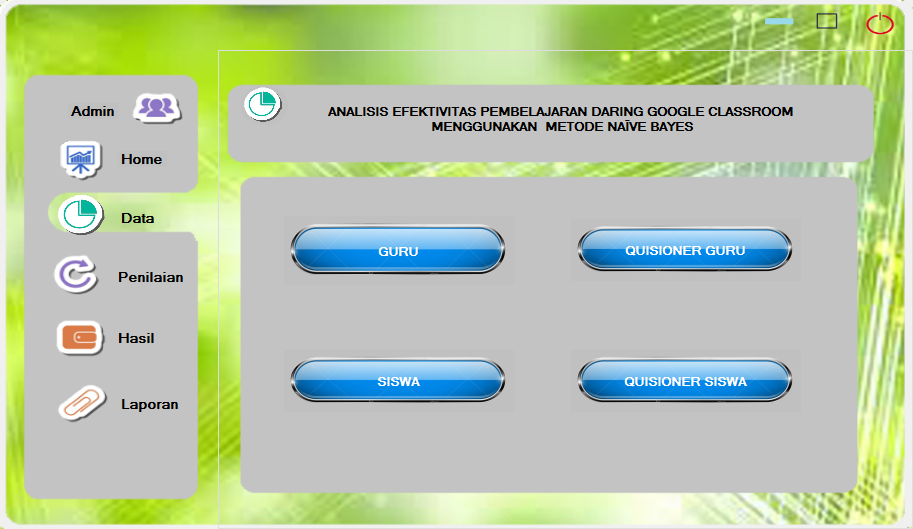 Admin
Home
Data
Penilaian
Hasil
Laporan
ANALISIS EFEKTIVITAS PEMBELAJARAN DARING GOOGLE CLASSROOM
MENGGUNAKAN METODE NAÏVE BAYES
GURU
QUISIONER GURU
SISWA
QUISIONER SISWA